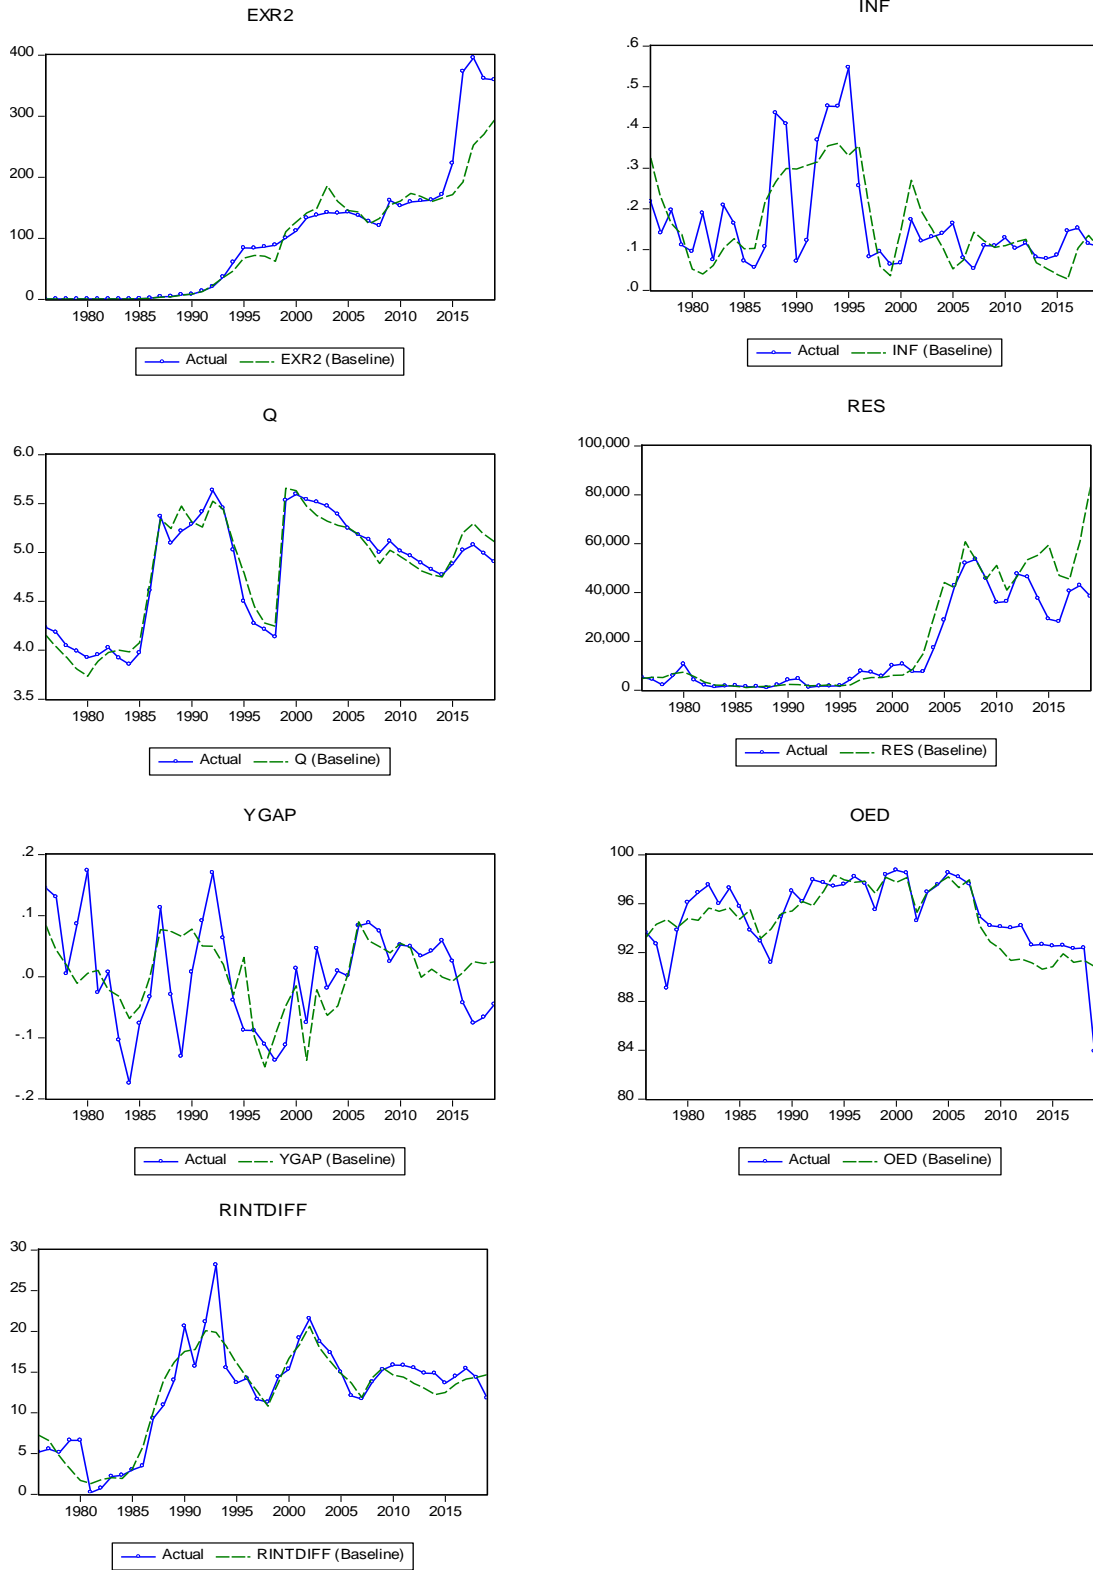 EXR2
400
300
200
100
0
1980 1985 1990 1995 2000 2005 2010 2015
Actual EXR2 (Baseline)
INF
.6
.5
.4
.3
.2
.1
.0
1980 1985 1990 1995 2000 2005 2010 2015
Actual INF (Baseline)
Q
6.0
5.5
5.0
4.5
4.0
3.5
1980 1985 1990 1995 2000 2005 2010 2015
Actual Q (Baseline)
RES
100,000
80,000
60,000
40,000
20,000
0
1980 1985 1990 1995 2000 2005 2010 2015
Actual RES (Baseline)
YGAP
.2
.1
.0
-.1
-.2
1980 1985 1990 1995 2000 2005 2010 2015
Actual YGAP (Baseline)
OED
100
96
92
88
84
80
1980 1985 1990 1995 2000 2005 2010 2015
Actual OED (Baseline)
RINTDIFF
30
25
20
15
10
5
0
1980 1985 1990 1995 2000 2005 2010 2015
Actual RINTDIFF (Baseline)